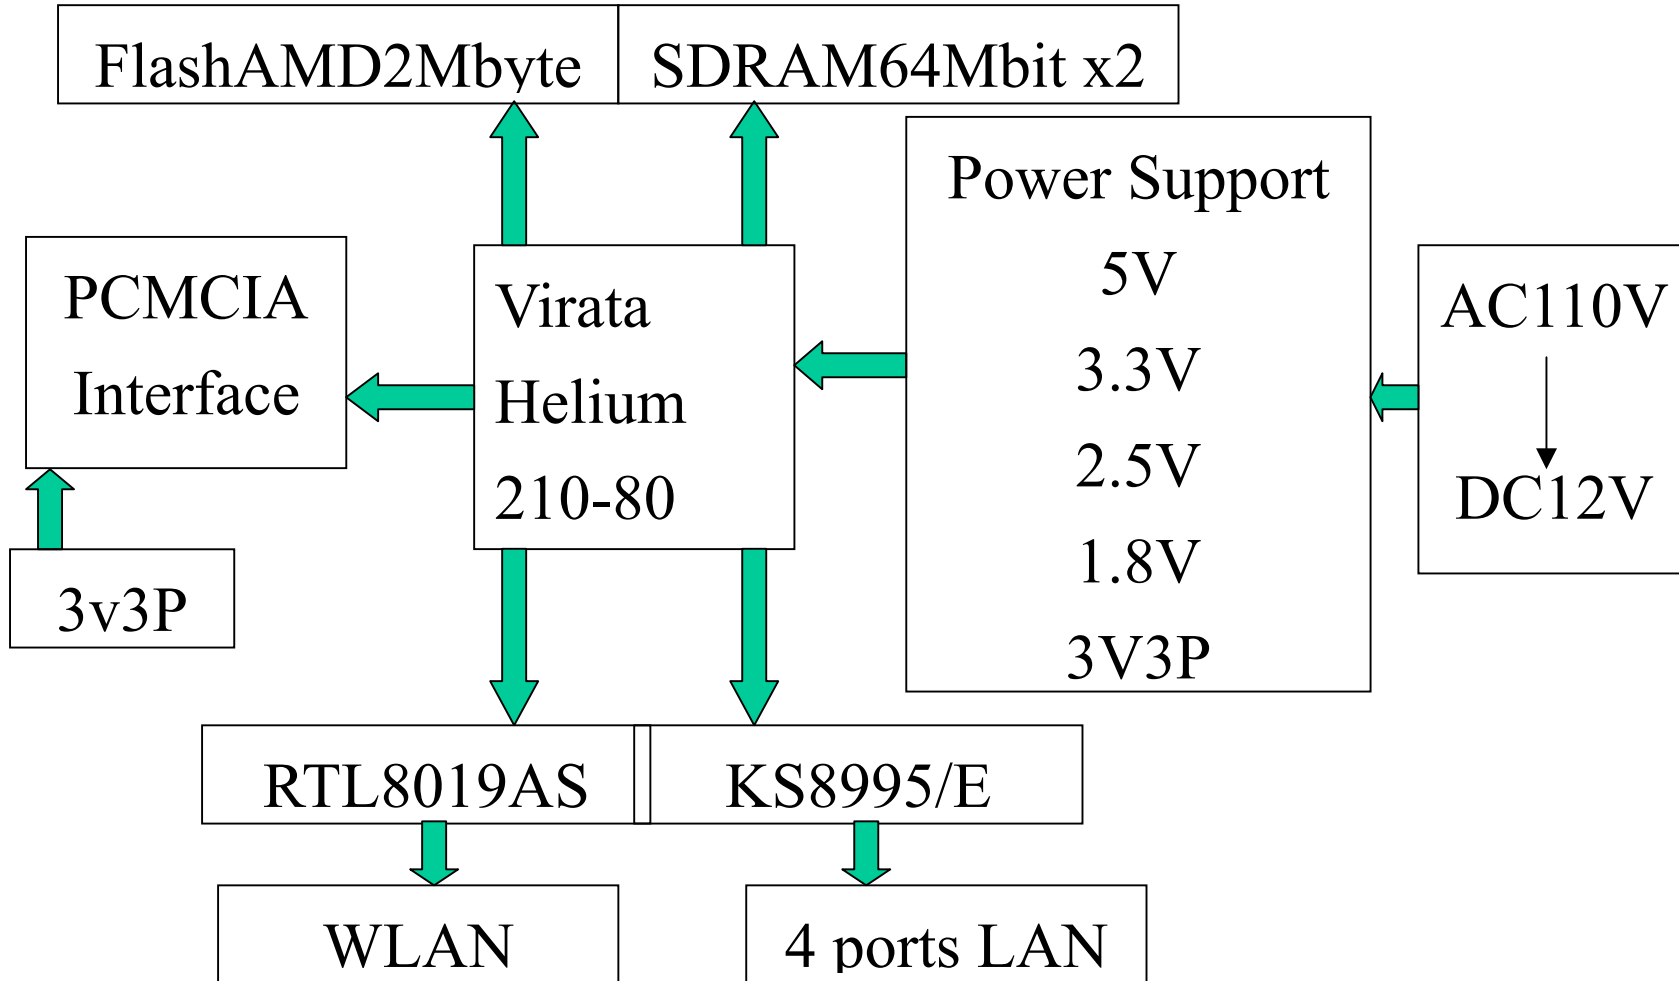 FlashAMD2Mbyte
SDRAM64Mbit x2
Power Support
5V
3.3V
2.5V
1.8V
3V3P
PCMCIA
Interface
Virata
Helium
210-80
AC110V
DC12V
3v3P
RTL8019AS
KS8995/E
WLAN
4 ports LAN